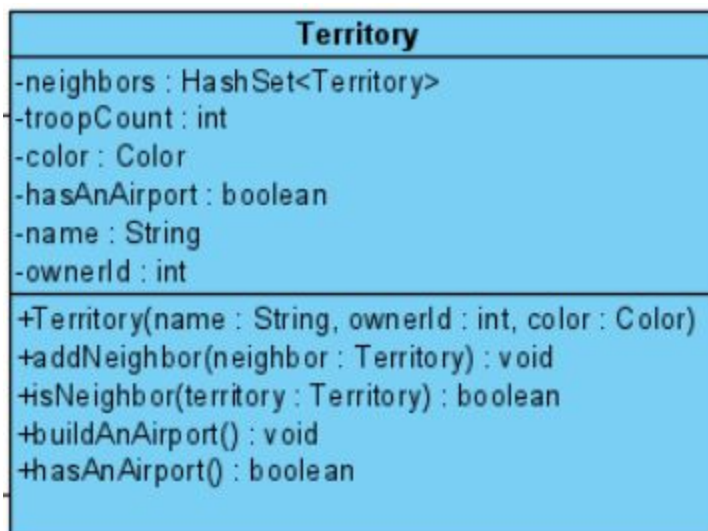 Territory
-neighbors : HashSet<Territory>
-troopCount : int
-color : Color
-hasAnAirport : boolean
-name : String
-ownerId : int
+Territory(name : String, ownerId : int, color : Color)
+addNeighbor(neighbor : Territory) : void
+isNeighbor(territory : Territory) : boolean
+buildAnAirport() : void
+hasAnAirport() : boolean